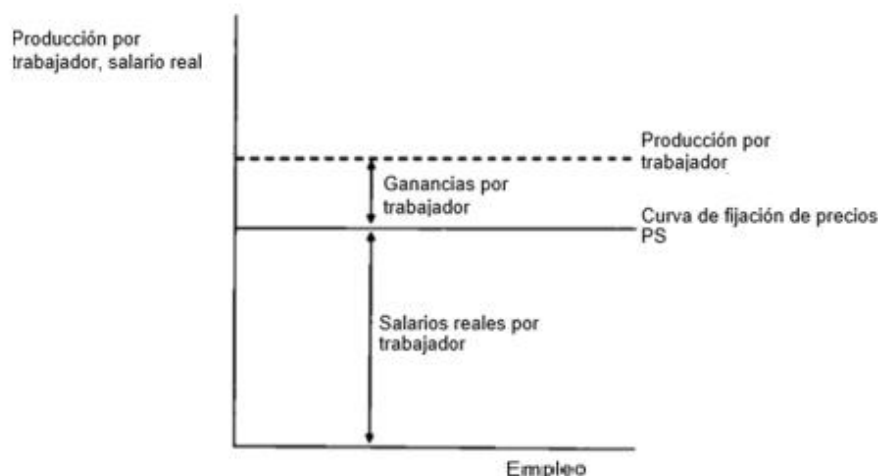 Producción por
trabajador, salario real
Producción por
trabajador
Ganancias por
trabajador
Curva de fijación de precios
PS
Salarios reales por
trabajador
Empleo